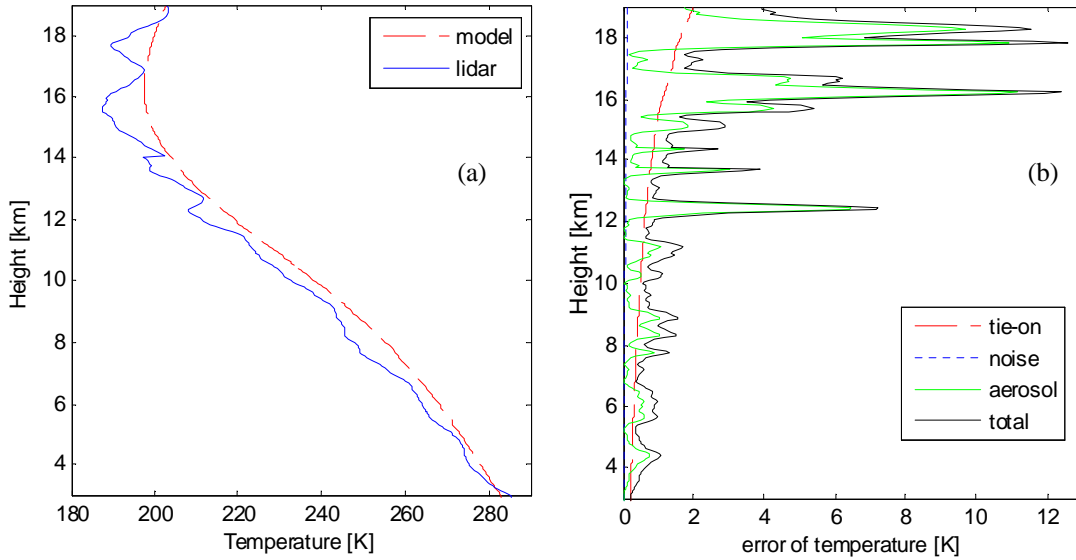 18
16
14
12
10
8
6
4
180 200 220 240 260 280
Height [km]
Temperature [K]
model
lidar
(a)
18
16
14
12
10
8
6
4
0 2 4 6 8 10 12
Height [km]
error of temperature [K]
(b)
tie-on
noise
aerosol
total